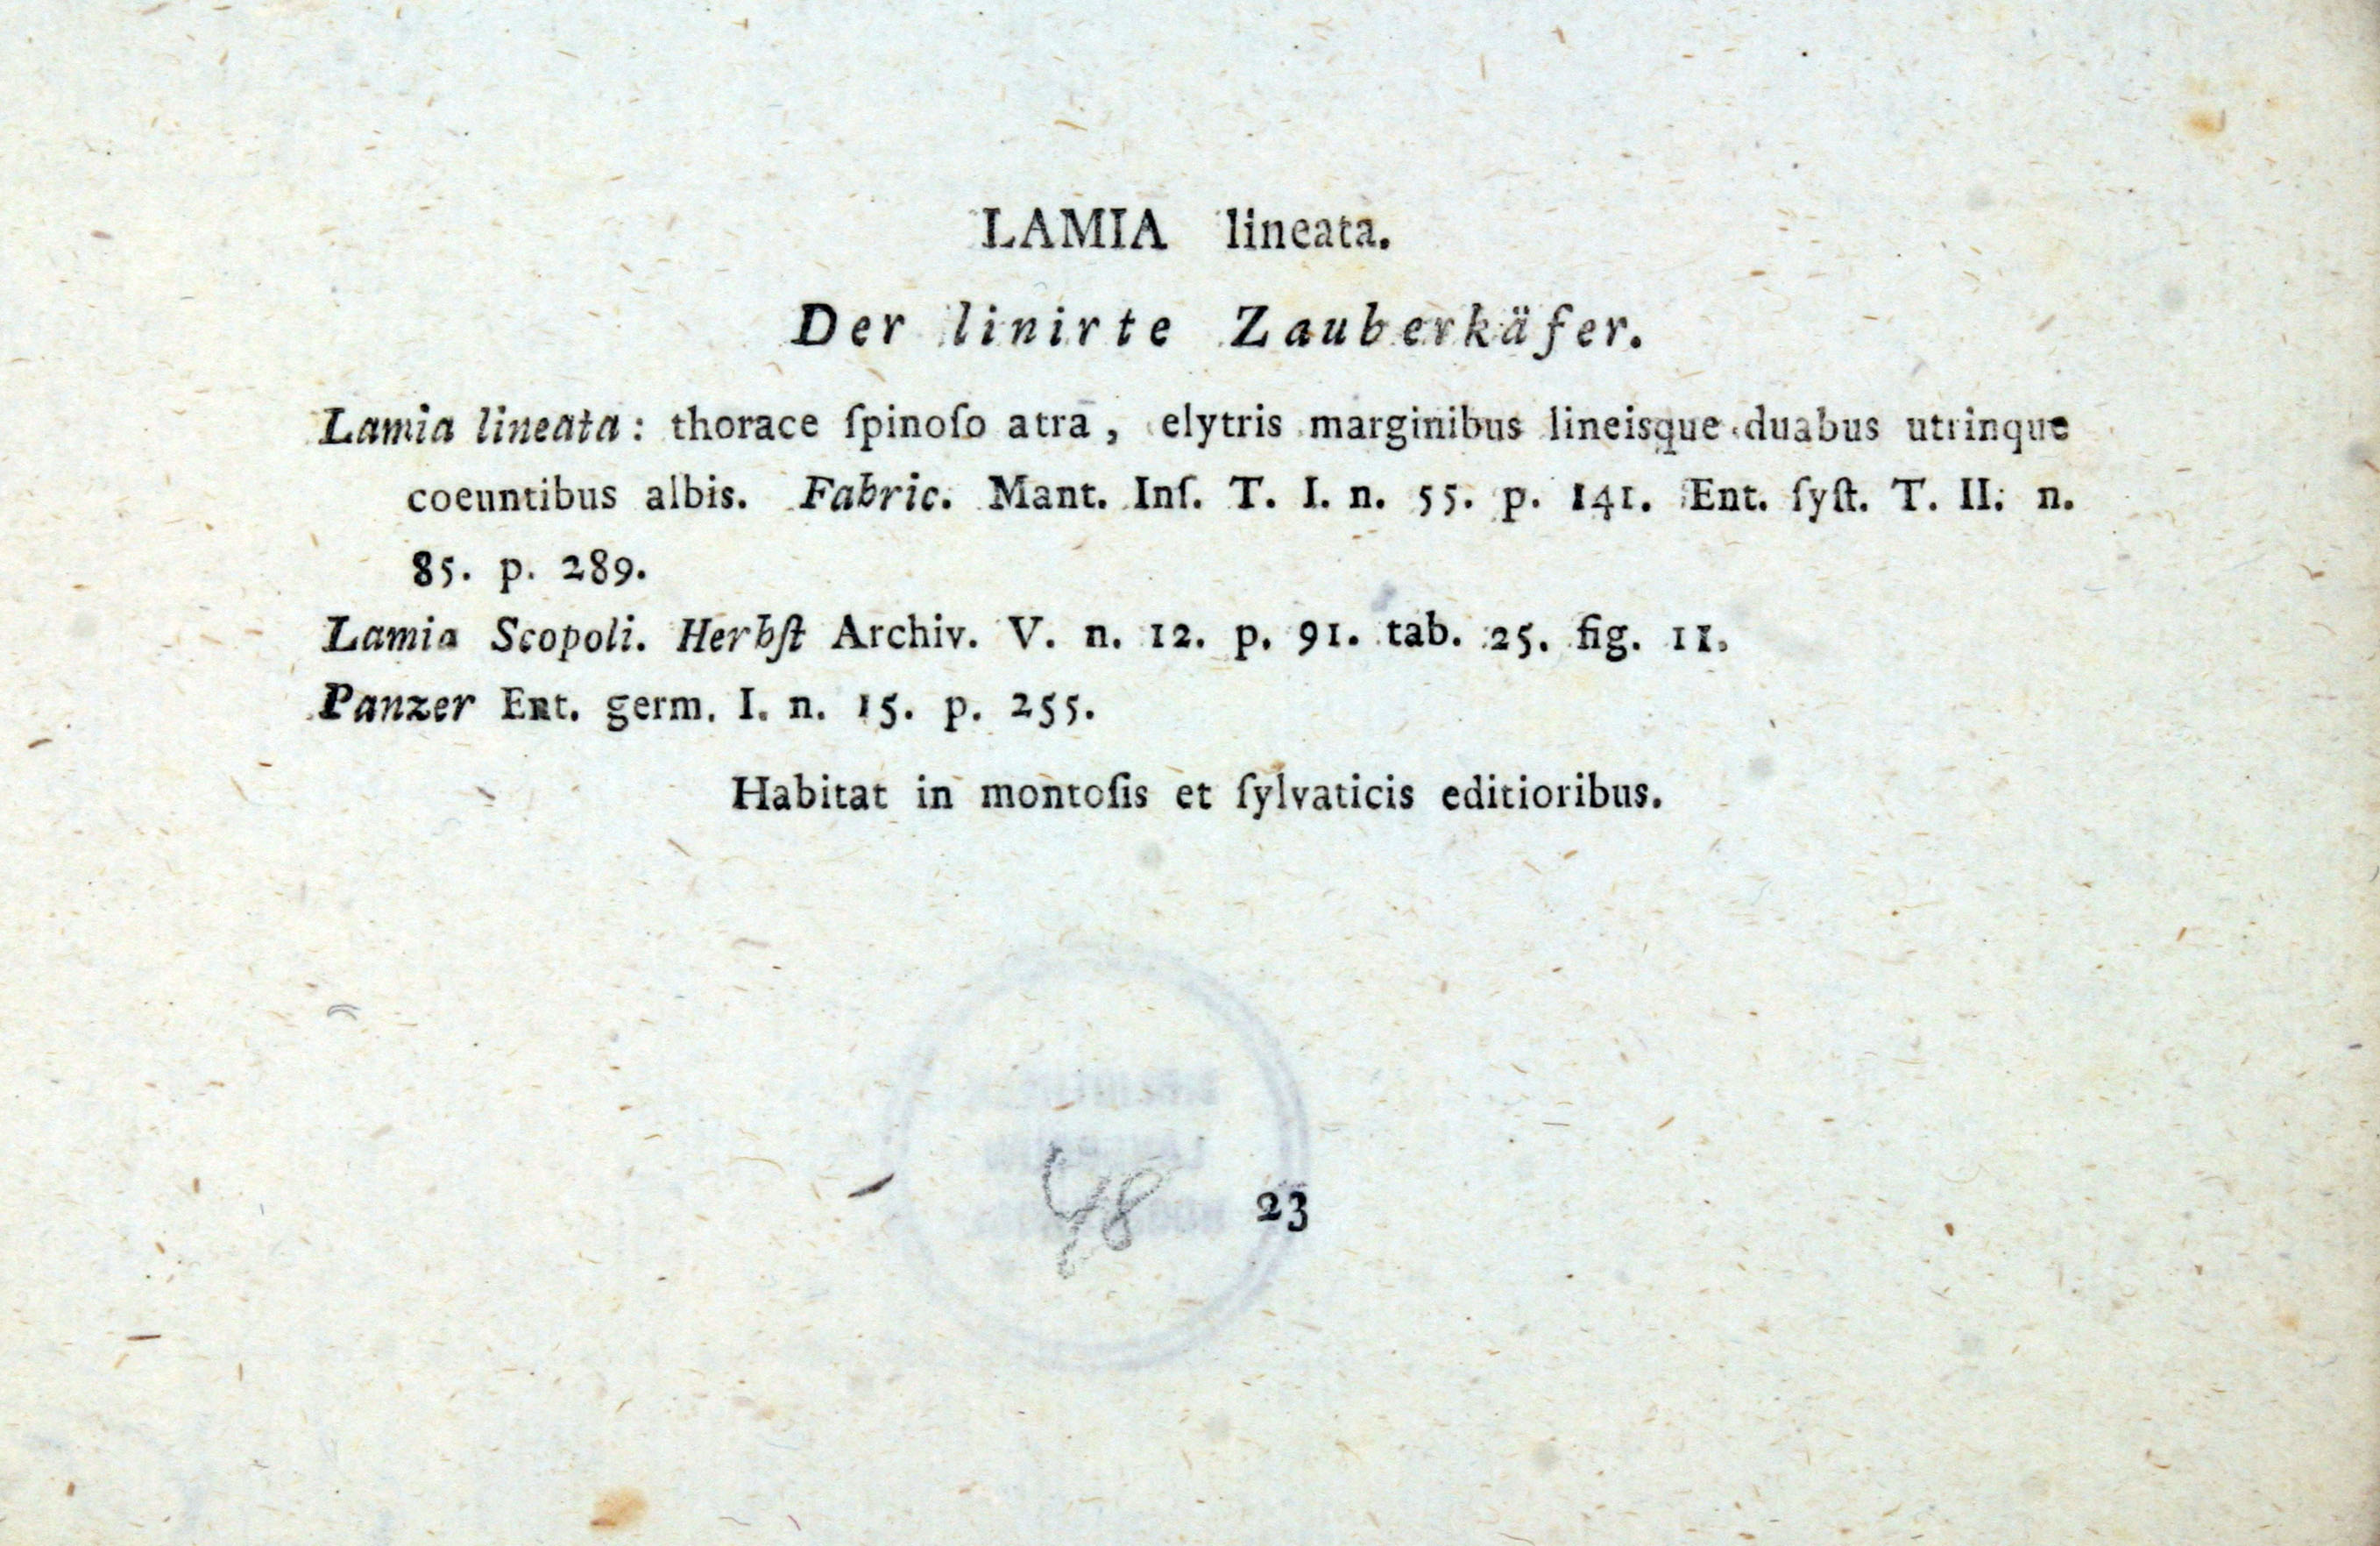 LAMIA lineata.
Der linirte Zauberkäfer.
Lamia lineata: thorace ſpinoſo atra, elytris marginibus lineisque duabus utrinque
coeuntibus albis. Fabric. Mant. Inſ. T. I. n. 55. p. 141. Ent. ſyſt. T. II. n.
85. p. 289.
Lamia Scopoli. Herbſt Archiv. V. n. 12. p. 91. tab. 25. fig. 11.
Panzer Ent. germ. I. n. 15. p. 255.
Habitat in montoſis et ſylvaticis editioribus.
48 23